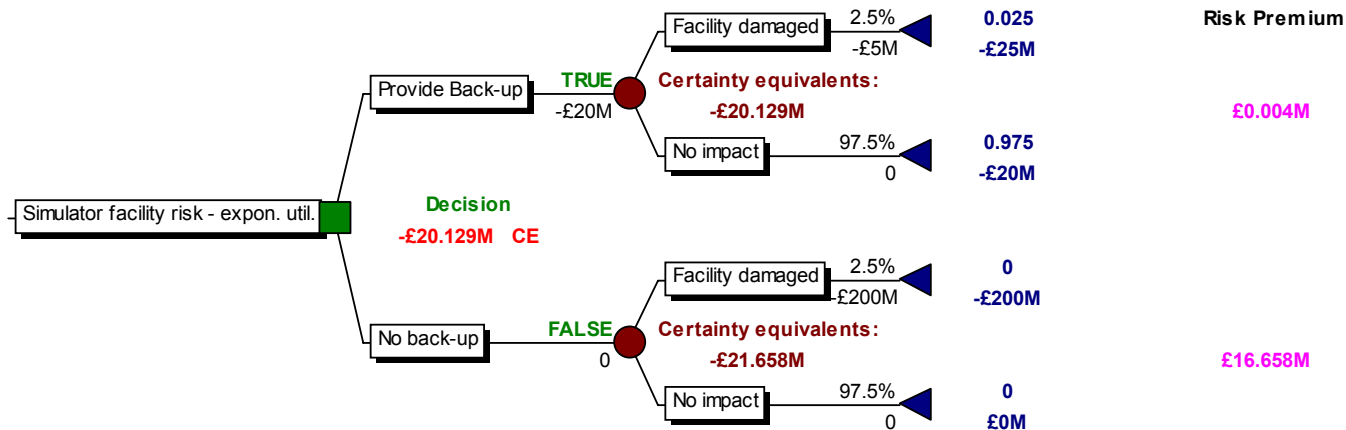 Facility damaged 2.5% 0.025 Risk Premium
-£5M -£25M
Provide Back-up TRUE Certainty equivalents:
-£20M -£20.129M £0.004M
No impact 97.5% 0.975
0 -£20M
Simulator facility risk - expon. util. Decision
-£20.129M CE
Facility damaged 2.5% 0
-£200M -£200M
No back-up FALSE Certainty equivalents:
0 -£21.658M £16.658M
No impact 97.5% 0
0 £0M